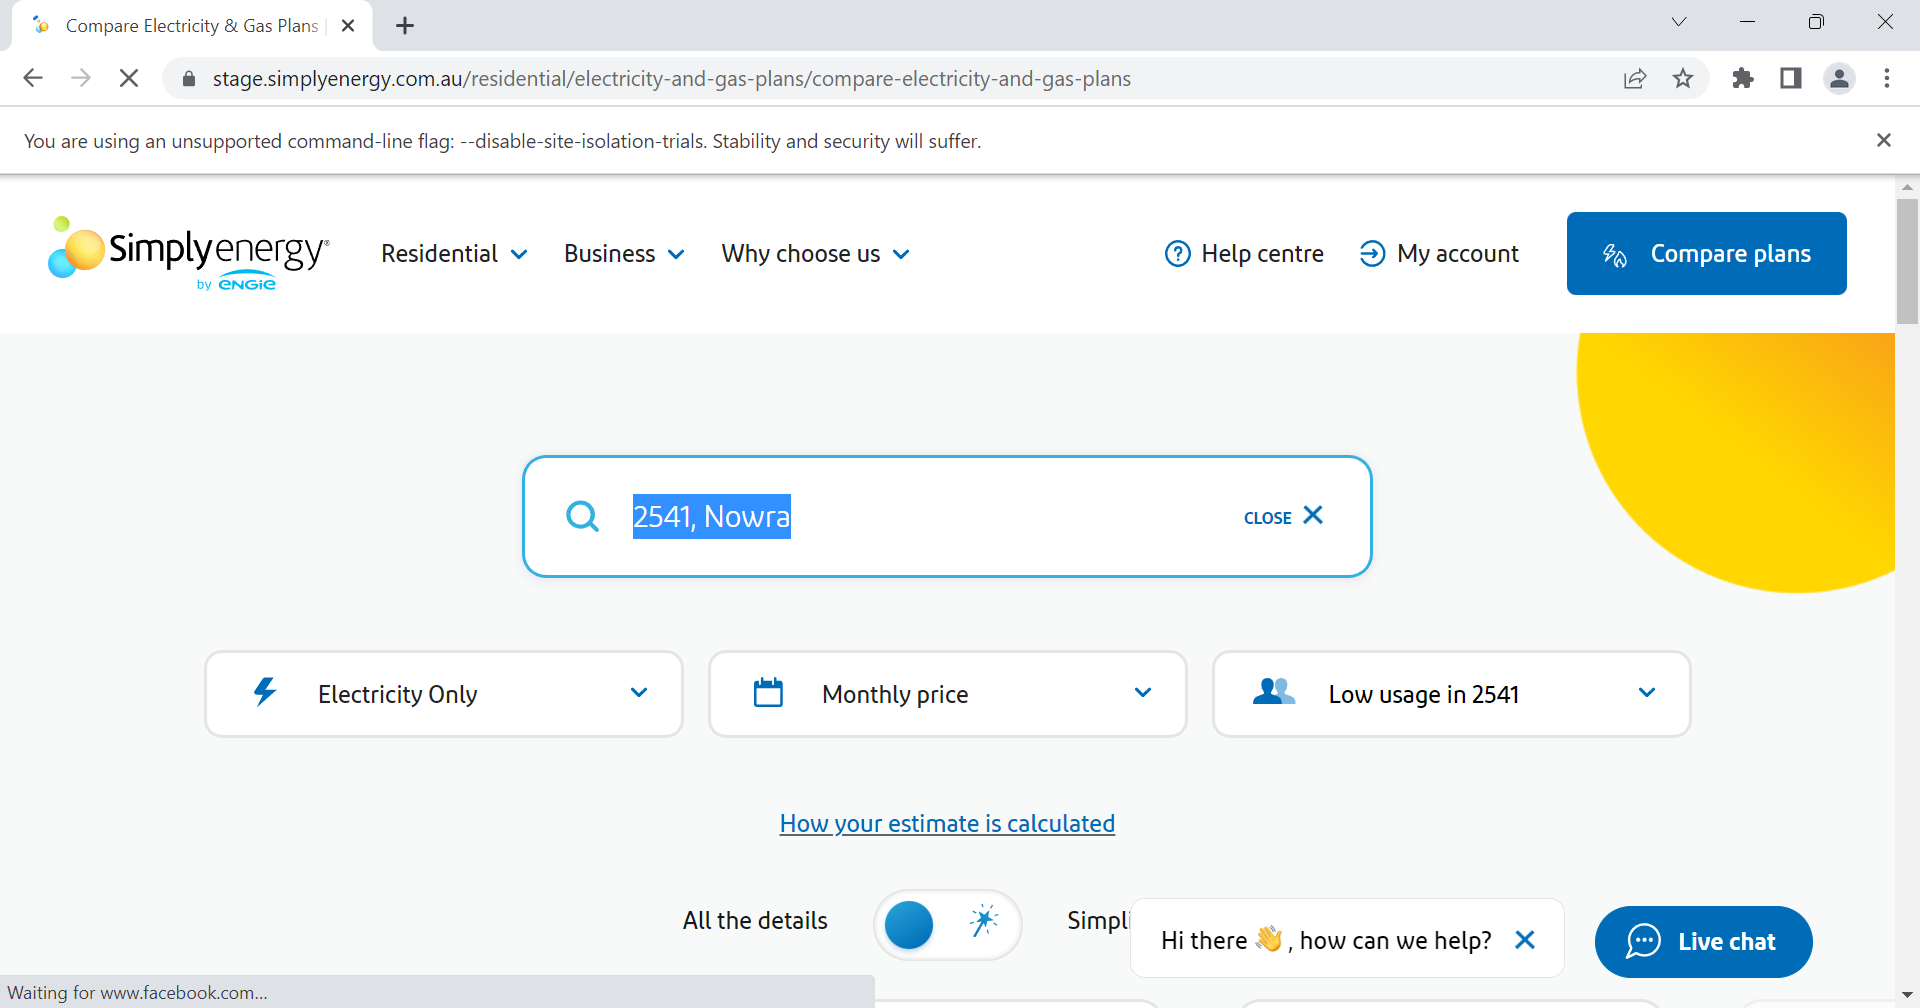 Compare Electricity & Gas Plans
stage.simplyenergy.com.au/residential/electricity-and-gas-plans/compare-electricity-and-gas-plans
You are using an unsupported command-line flag: --disable-site-isolation-trials. Stability and security will suffer.
Simplyenergy®
by ENGIE
Residential
Business
Why choose us
Help centre
My account
Compare plans
2541, Nowra
CLOSE
Electricity Only
Monthly price
Low usage in 2541
How your estimate is calculated
All the details
Simpli
Hi there 👋 , how can we help?
Live chat
Waiting for www.facebook.com...